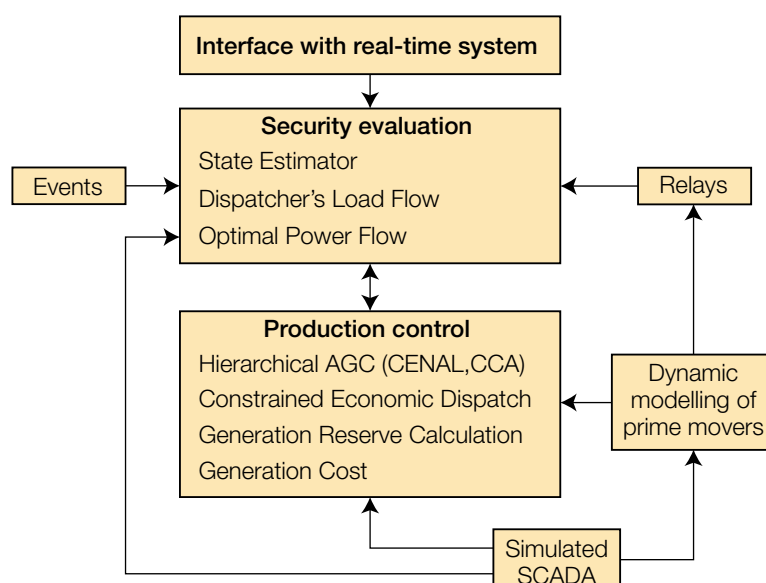 Interface with real-time system
Security evaluation
State Estimator
Dispatcher's Load Flow
Optimal Power Flow
Events
Relays
Production control
Hierarchical AGC (CENAL,CCA)
Constrained Economic Dispatch
Generation Reserve Calculation
Generation Cost
Dynamic
modelling of
prime movers
Simulated
SCADA